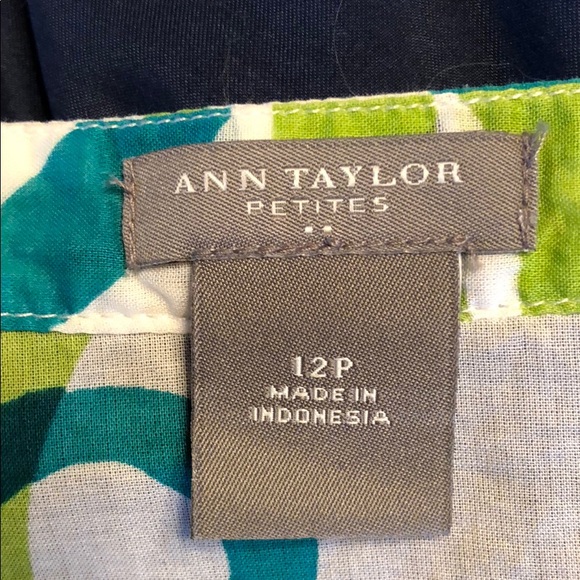 ANN TAYLOR
PETITES
12P
MADE IN
INDONESIA